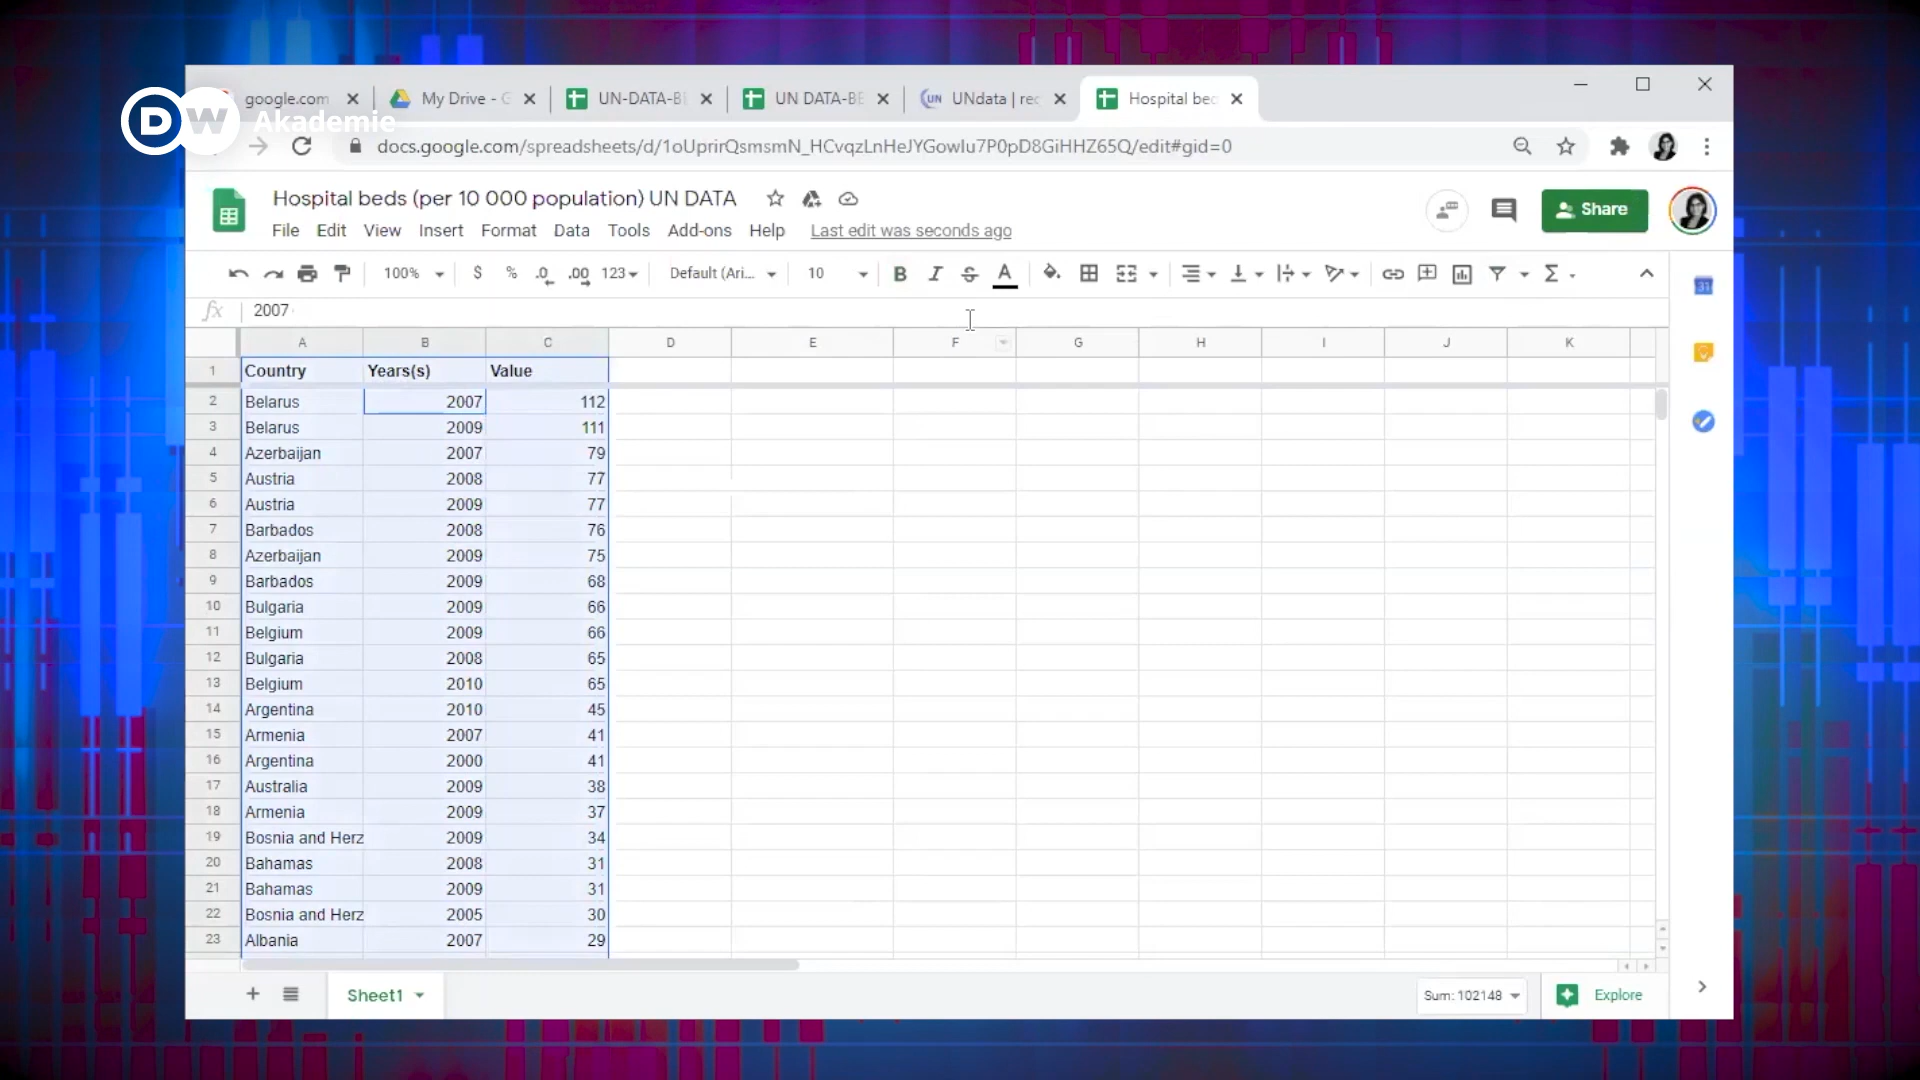 google.com
My Drive - G
UN-DATA-BE
UN DATA-BE
UNdata | rec
Hospital bec
DW Akademie
docs.google.com/spreadsheets/d/1oUprirQsmsmN_HCvqzLnHeJYGowIu7P0pD8GiHHZ65Q/edit#gid=0
Hospital beds (per 10 000 population) UN DATA
Share
File Edit View Insert Format Data Tools Add-ons Help Last edit was seconds ago
100% $ % .0 .00 123 Default (Ari... 10 B I S A
31
fx 2007
A B C D E F G H I J K
1 Country Years(s) Value
2 Belarus 2007 112
3 Belarus 2009 111
4 Azerbaijan 2007 79
5 Austria 2008 77
6 Austria 2009 77
7 Barbados 2008 76
8 Azerbaijan 2009 75
9 Barbados 2009 68
10 Bulgaria 2009 66
11 Belgium 2009 66
12 Bulgaria 2008 65
13 Belgium 2010 65
14 Argentina 2010 45
15 Armenia 2007 41
16 Argentina 2000 41
17 Australia 2009 38
18 Armenia 2009 37
19 Bosnia and Herz 2009 34
20 Bahamas 2008 31
21 Bahamas 2009 31
22 Bosnia and Herz 2005 30
23 Albania 2007 29
Sheet1
Sum: 102148
Explore